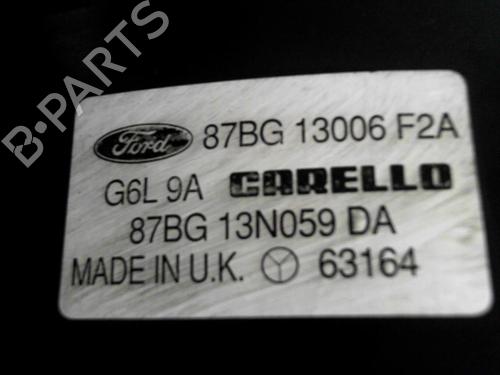 B-PARTS
Ford 87BG 13006 F2A
G6L 9A CARELLO
87BG 13N059 DA
MADE IN U.K. 63164